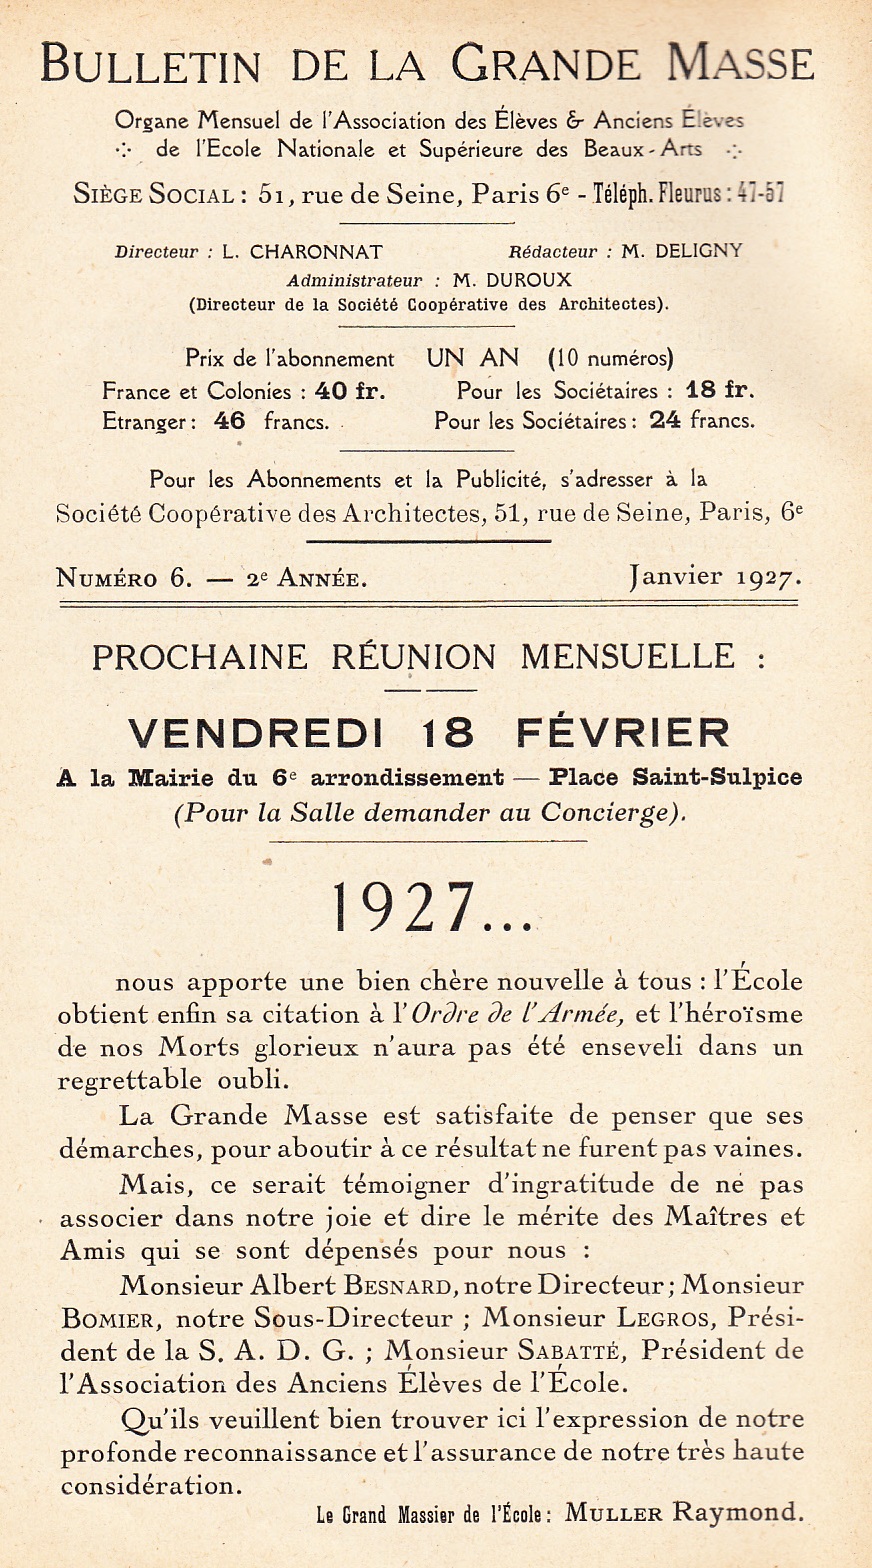 BULLETIN DE LA GRANDE MASSE
Organe Mensuel de l'Association des Élèves & Anciens Élèves
de l'Ecole Nationale et Supérieure des Beaux-Arts
SIÈGE SOCIAL : 51, rue de Seine, Paris 6e - Téléph. Fleurus : 47-57
Directeur : L. CHARONNAT Rédacteur : M. DELIGNY
Administrateur : M. DUROUX
(Directeur de la Société Coopérative des Architectes).
Prix de l'abonnement UN AN (10 numéros)
France et Colonies : 40 fr. Pour les Sociétaires : 18 fr.
Etranger : 46 francs. Pour les Sociétaires : 24 francs.
Pour les Abonnements et la Publicité, s'adresser à la
Société Coopérative des Architectes, 51, rue de Seine, Paris, 6e
NUMÉRO 6. — 2e ANNÉE. Janvier 1927.
PROCHAINE RÉUNION MENSUELLE :
VENDREDI 18 FÉVRIER
A la Mairie du 6e arrondissement — Place Saint-Sulpice
(Pour la Salle demander au Concierge).
1927...
nous apporte une bien chère nouvelle à tous : l'École
obtient enfin sa citation à l'Ordre de l'Armée, et l'héroïsme
de nos Morts glorieux n'aura pas été enseveli dans un
regrettable oubli.
La Grande Masse est satisfaite de penser que ses
démarches, pour aboutir à ce résultat ne furent pas vaines.
Mais, ce serait témoigner d'ingratitude de ne pas
associer dans notre joie et dire le mérite des Maîtres et
Amis qui se sont dépensés pour nous :
Monsieur Albert BESNARD, notre Directeur ; Monsieur
BOMIER, notre Sous-Directeur ; Monsieur LEGROS, Prési-
dent de la S. A. D. G. ; Monsieur SABATTÉ, Président de
l'Association des Anciens Élèves de l'École.
Qu'ils veuillent bien trouver ici l'expression de notre
profonde reconnaissance et l'assurance de notre très haute
considération.
Le Grand Massier de l'École : MULLER Raymond.